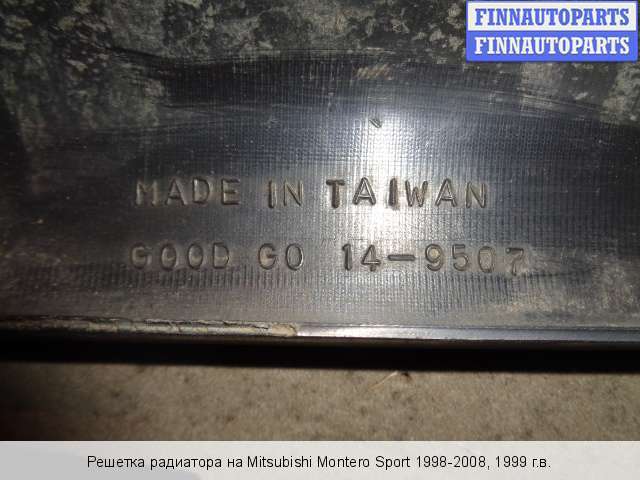 FINNAUTOPARTS
FINNAUTOPARTS
MADE IN TAIWAN
GOOD GO 14-9507
Решетка радиатора на Mitsubishi Montero Sport 1998-2008, 1999 г.в.